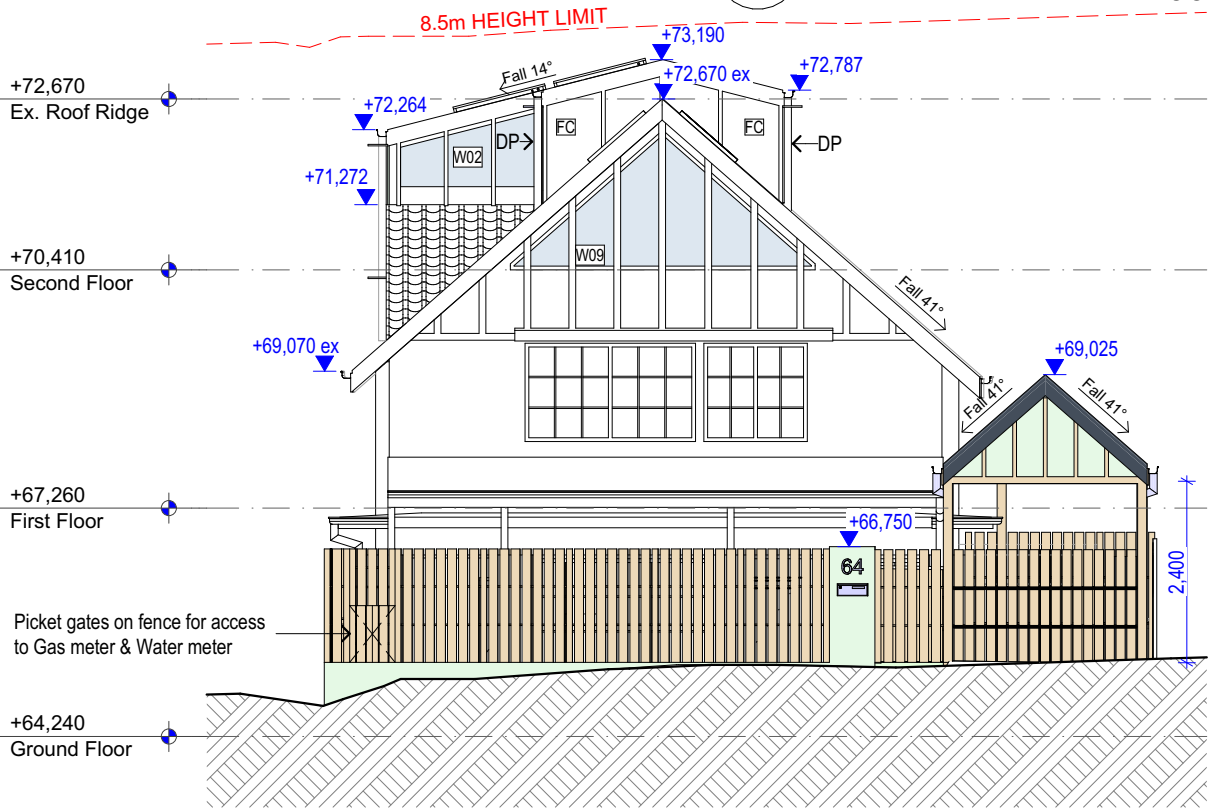 8.5m HEIGHT LIMIT
+73,190
+72,670
Ex. Roof Ridge
Fall 14°
+72,670 ex
+72,787
+72,264
FC
FC
DP
DP
W02
+71,272
+70,410
Second Floor
W09
Fall 41°
+69,070 ex
+69,025
Fall 41°
Fall 41°
+67,260
First Floor
+66,750
64
2,400
Picket gates on fence for access
to Gas meter & Water meter
+64,240
Ground Floor